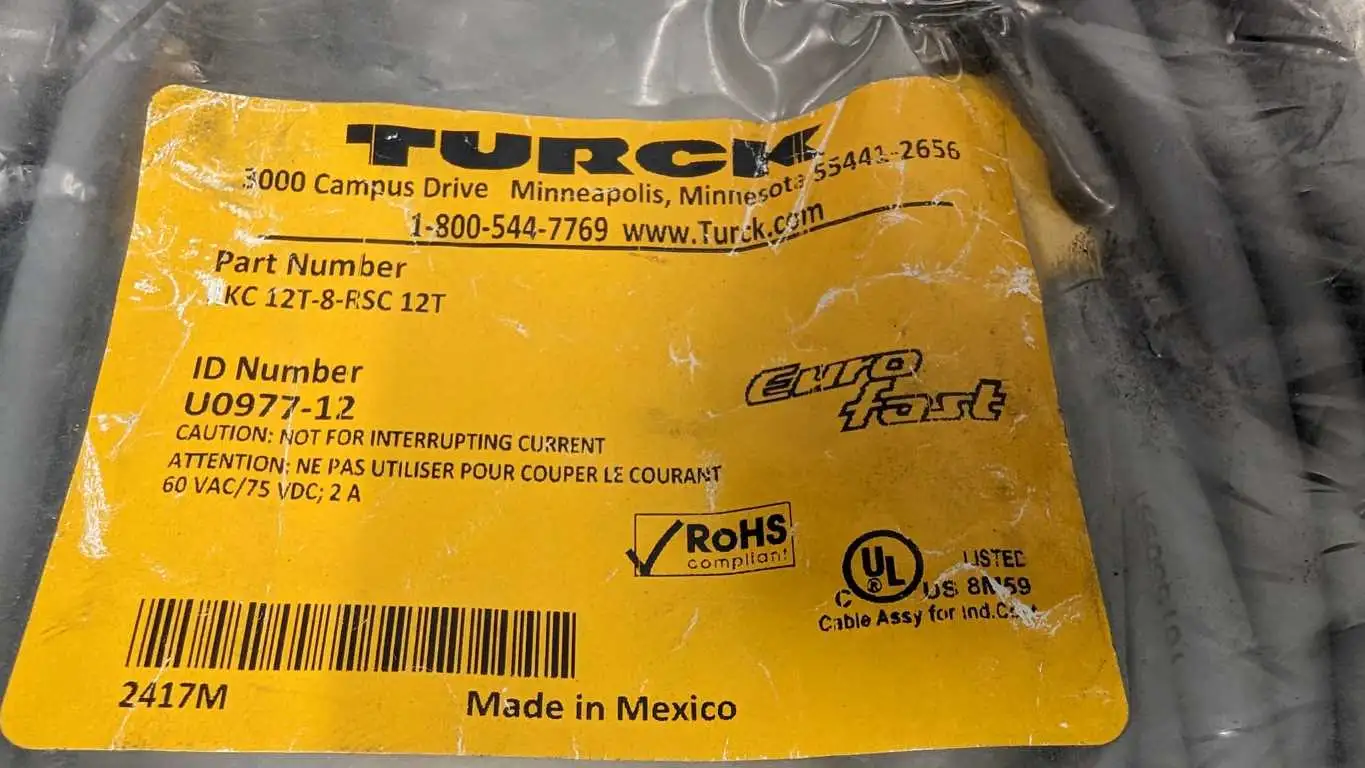 TURCK
3000 Campus Drive Minneapolis, Minnesota 55441-2656
1-800-544-7769 www.Turck.com
Part Number
KC 12T-8-RSC 12T
ID Number
U0977-12
CAUTION: NOT FOR INTERRUPTING CURRENT
ATTENTION: NE PAS UTILISER POUR COUPER LE COURANT
60 VAC/75 VDC; 2 A
Euro
fast
RoHS
compliant
C UL ® US LISTED
8M59
Cable Assy for Ind.
2417M
Made in Mexico